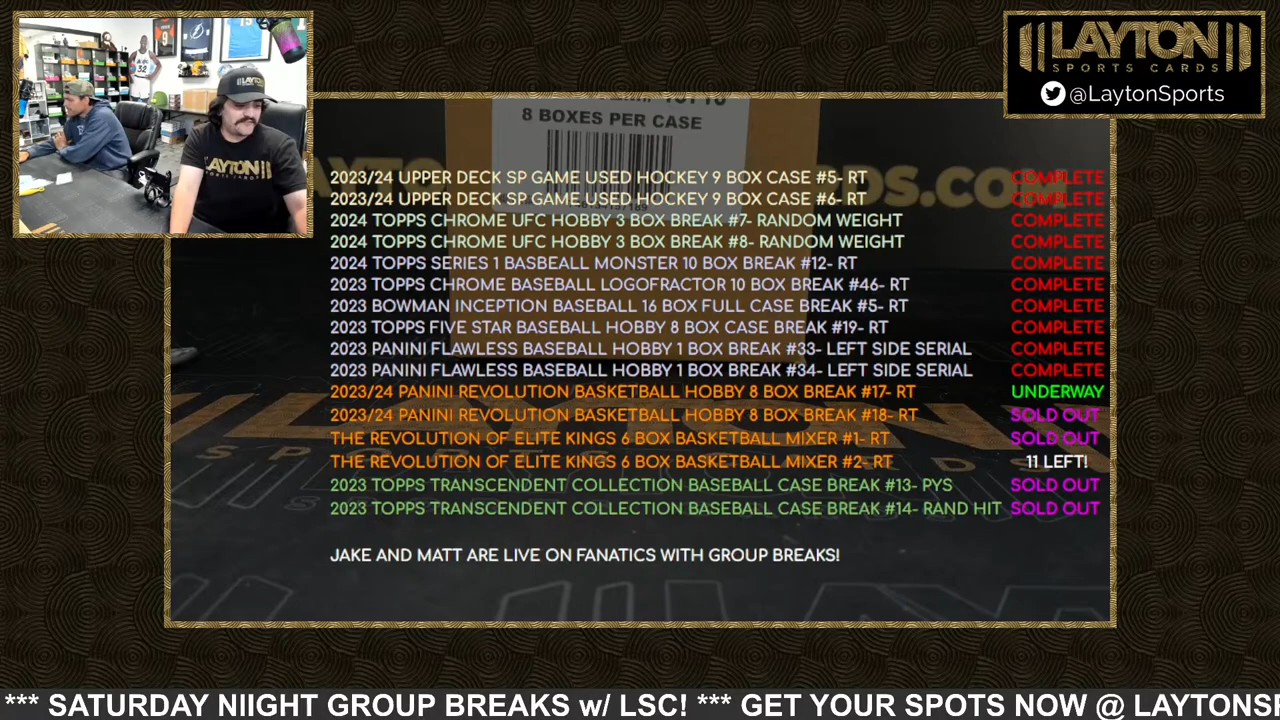 LAYTON
SPORTS CARDS
@LaytonSports
8 BOXES PER CASE
2023/24 UPPER DECK SP GAME USED HOCKEY 9 BOX CASE #5- RT COMPLETE
2023/24 UPPER DECK SP GAME USED HOCKEY 9 BOX CASE #6- RT COMPLETE
2024 TOPPS CHROME UFC HOBBY 3 BOX BREAK #7- RANDOM WEIGHT COMPLETE
2024 TOPPS CHROME UFC HOBBY 3 BOX BREAK #8- RANDOM WEIGHT COMPLETE
2024 TOPPS SERIES 1 BASBEALL MONSTER 10 BOX BREAK #12- RT COMPLETE
2023 TOPPS CHROME BASEBALL LOGOFRACTOR 10 BOX BREAK #46- RT COMPLETE
2023 BOWMAN INCEPTION BASEBALL 16 BOX FULL CASE BREAK #5- RT COMPLETE
2023 TOPPS FIVE STAR BASEBALL HOBBY 8 BOX CASE BREAK #19- RT COMPLETE
2023 PANINI FLAWLESS BASEBALL HOBBY 1 BOX BREAK #33- LEFT SIDE SERIAL COMPLETE
2023 PANINI FLAWLESS BASEBALL HOBBY 1 BOX BREAK #34- LEFT SIDE SERIAL COMPLETE
2023/24 PANINI REVOLUTION BASKETBALL HOBBY 8 BOX BREAK #17- RT UNDERWAY
2023/24 PANINI REVOLUTION BASKETBALL HOBBY 8 BOX BREAK #18- RT SOLD OUT
THE REVOLUTION OF ELITE KINGS 6 BOX BASKETBALL MIXER #1- RT SOLD OUT
THE REVOLUTION OF ELITE KINGS 6 BOX BASKETBALL MIXER #2- RT 11 LEFT!
2023 TOPPS TRANSCENDENT COLLECTION BASEBALL CASE BREAK #13- PYS SOLD OUT
2023 TOPPS TRANSCENDENT COLLECTION BASEBALL CASE BREAK #14- RAND HIT SOLD OUT
JAKE AND MATT ARE LIVE ON FANATICS WITH GROUP BREAKS!
*** SATURDAY NIIGHT GROUP BREAKS w/ LSC! *** GET YOUR SPOTS NOW @ LAYTONSP